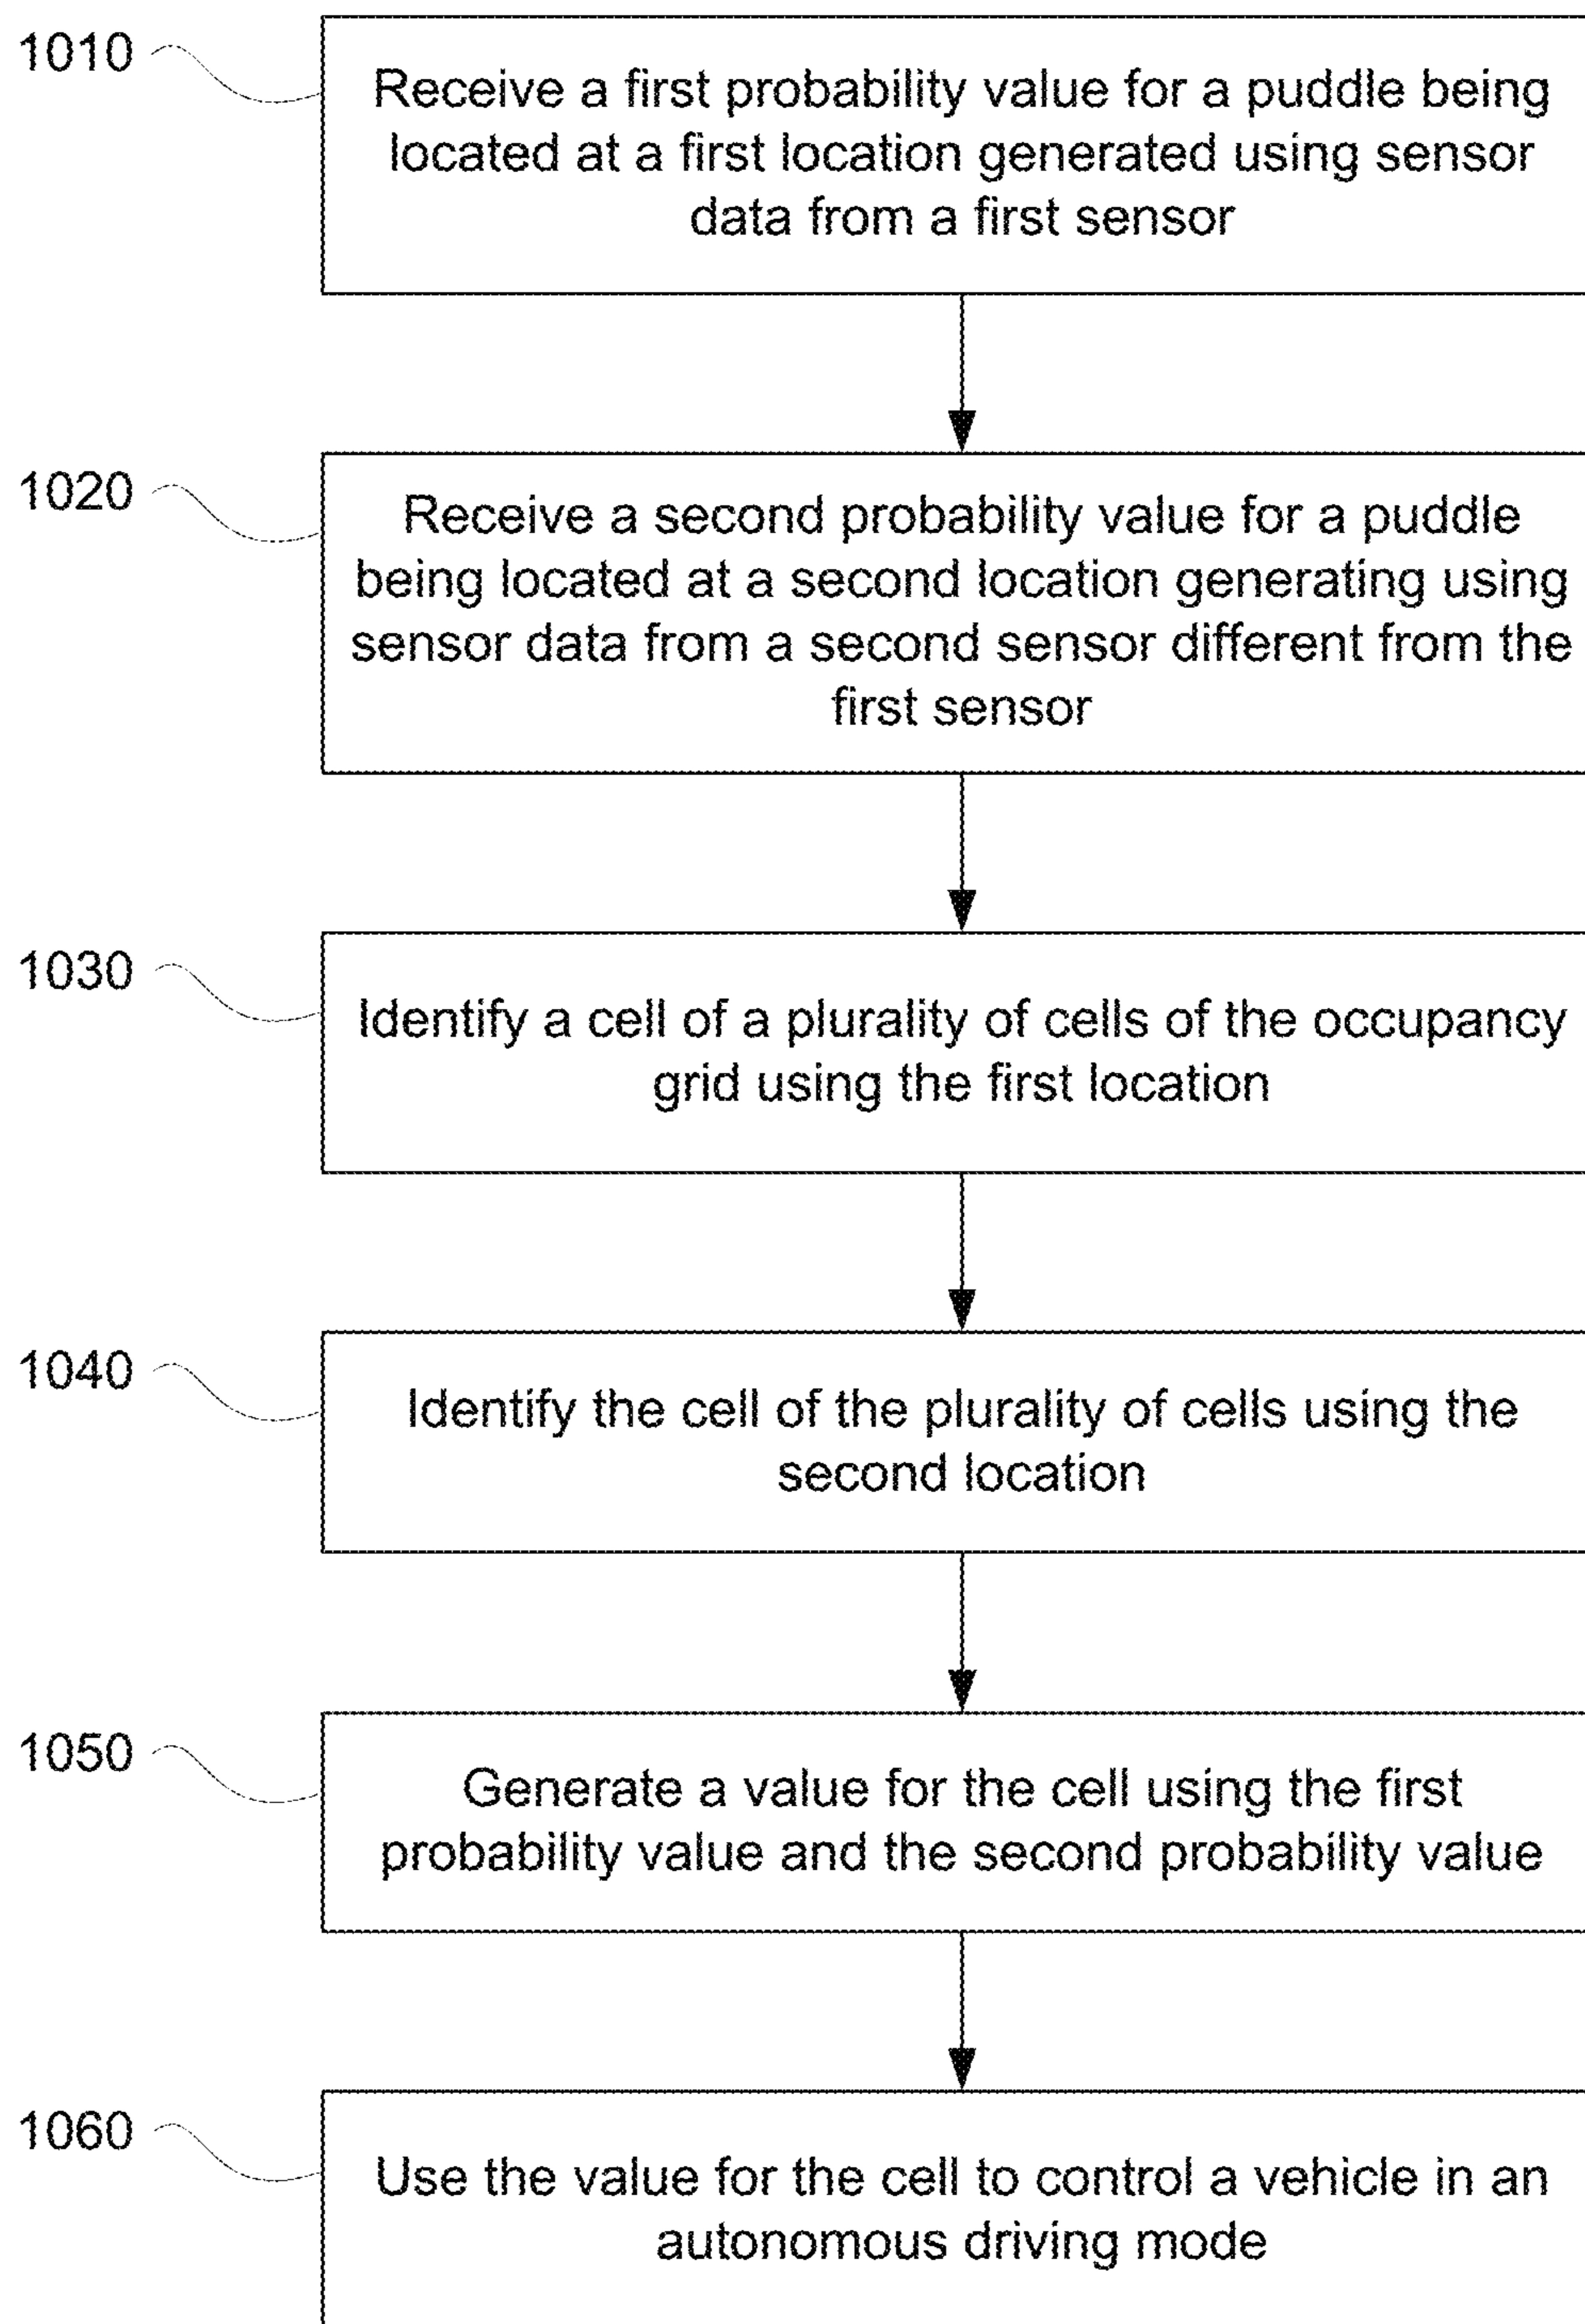 1010
Receive a first probability value for a puddle being
located at a first location generated using sensor
data from a first sensor
1020
Receive a second probability value for a puddle
being located at a second location generating using
sensor data from a second sensor different from the
first sensor
1030
Identify a cell of a plurality of cells of the occupancy
grid using the first location
1040
Identify the cell of the plurality of cells using the
second location
1050
Generate a value for the cell using the first
probability value and the second probability value
1060
Use the value for the cell to control a vehicle in an
autonomous driving mode